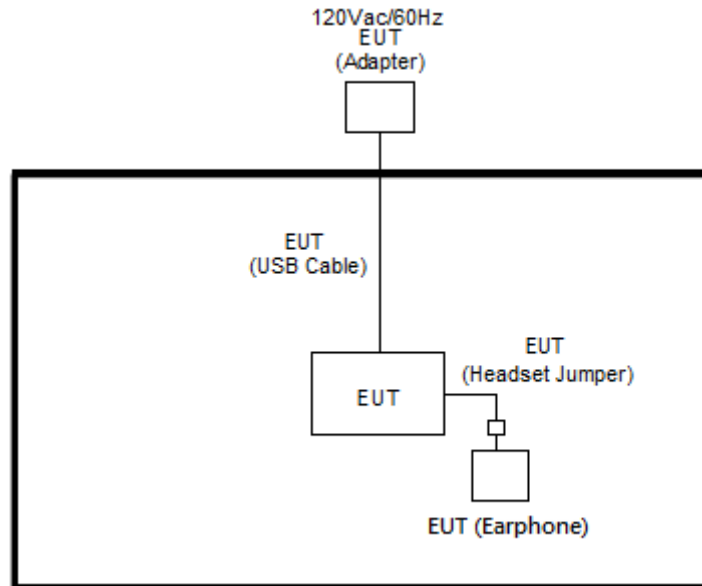 120Vac/60Hz
EUT
(Adapter)
EUT
(USB Cable)
EUT
(Headset Jumper)
EUT
EUT (Earphone)